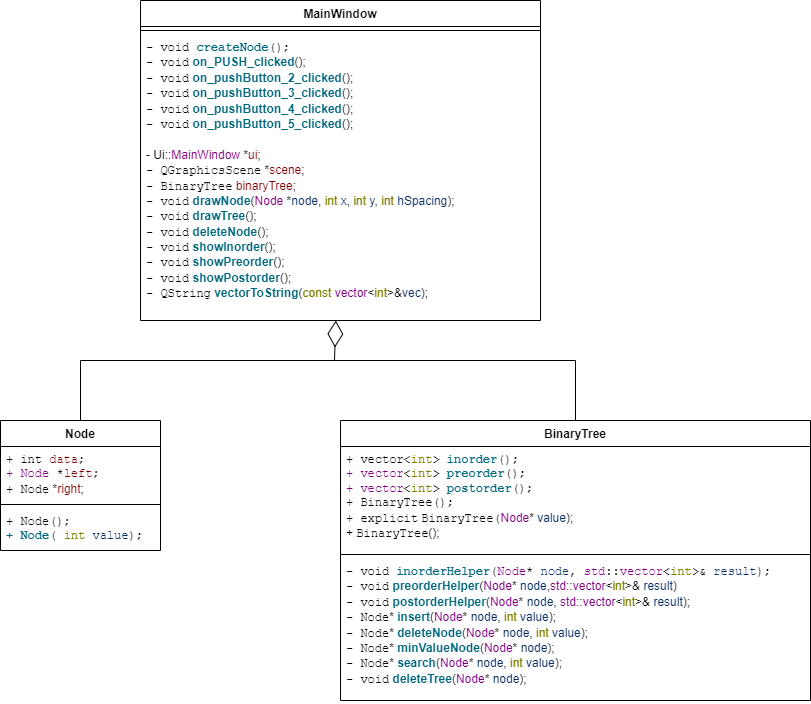 MainWindow
- void createNode();
- void on_PUSH_clicked();
- void on_pushButton_2_clicked();
- void on_pushButton_3_clicked();
- void on_pushButton_4_clicked();
- void on_pushButton_5_clicked();
- Ui::MainWindow *ui;
- QGraphicsScene *scene;
- BinaryTree binaryTree;
- void drawNode(Node *node, int x, int y, int hSpacing);
- void drawTree();
- void deleteNode();
- void showInorder();
- void showPreorder();
- void showPostorder();
- QString vectorToString(const vector<int>&vec);
Node
+ int data;
+ Node *left;
+ Node *right;
+ Node();
+ Node( int value);
BinaryTree
+ vector<int> inorder();
+ vector<int> preorder();
+ vector<int> postorder();
+ BinaryTree();
+ explicit BinaryTree(Node* value);
+ BinaryTree();
- void inorderHelper(Node* node, std::vector<int>& result);
- void preorderHelper(Node* node,std::vector<int>& result)
- void postorderHelper(Node* node, std::vector<int>& result);
- Node* insert(Node* node, int value);
- Node* deleteNode(Node* node, int value);
- Node* minValueNode(Node* node);
- Node* search(Node* node, int value);
- void deleteTree(Node* node);